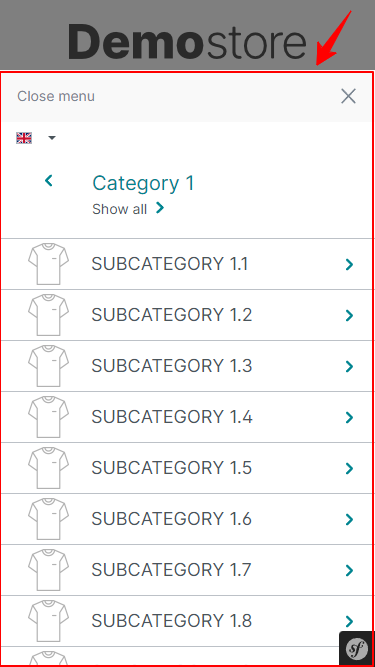 Demostore
Close menu
Category 1
Show all
SUBCATEGORY 1.1
SUBCATEGORY 1.2
SUBCATEGORY 1.3
SUBCATEGORY 1.4
SUBCATEGORY 1.5
SUBCATEGORY 1.6
SUBCATEGORY 1.7
SUBCATEGORY 1.8
sf